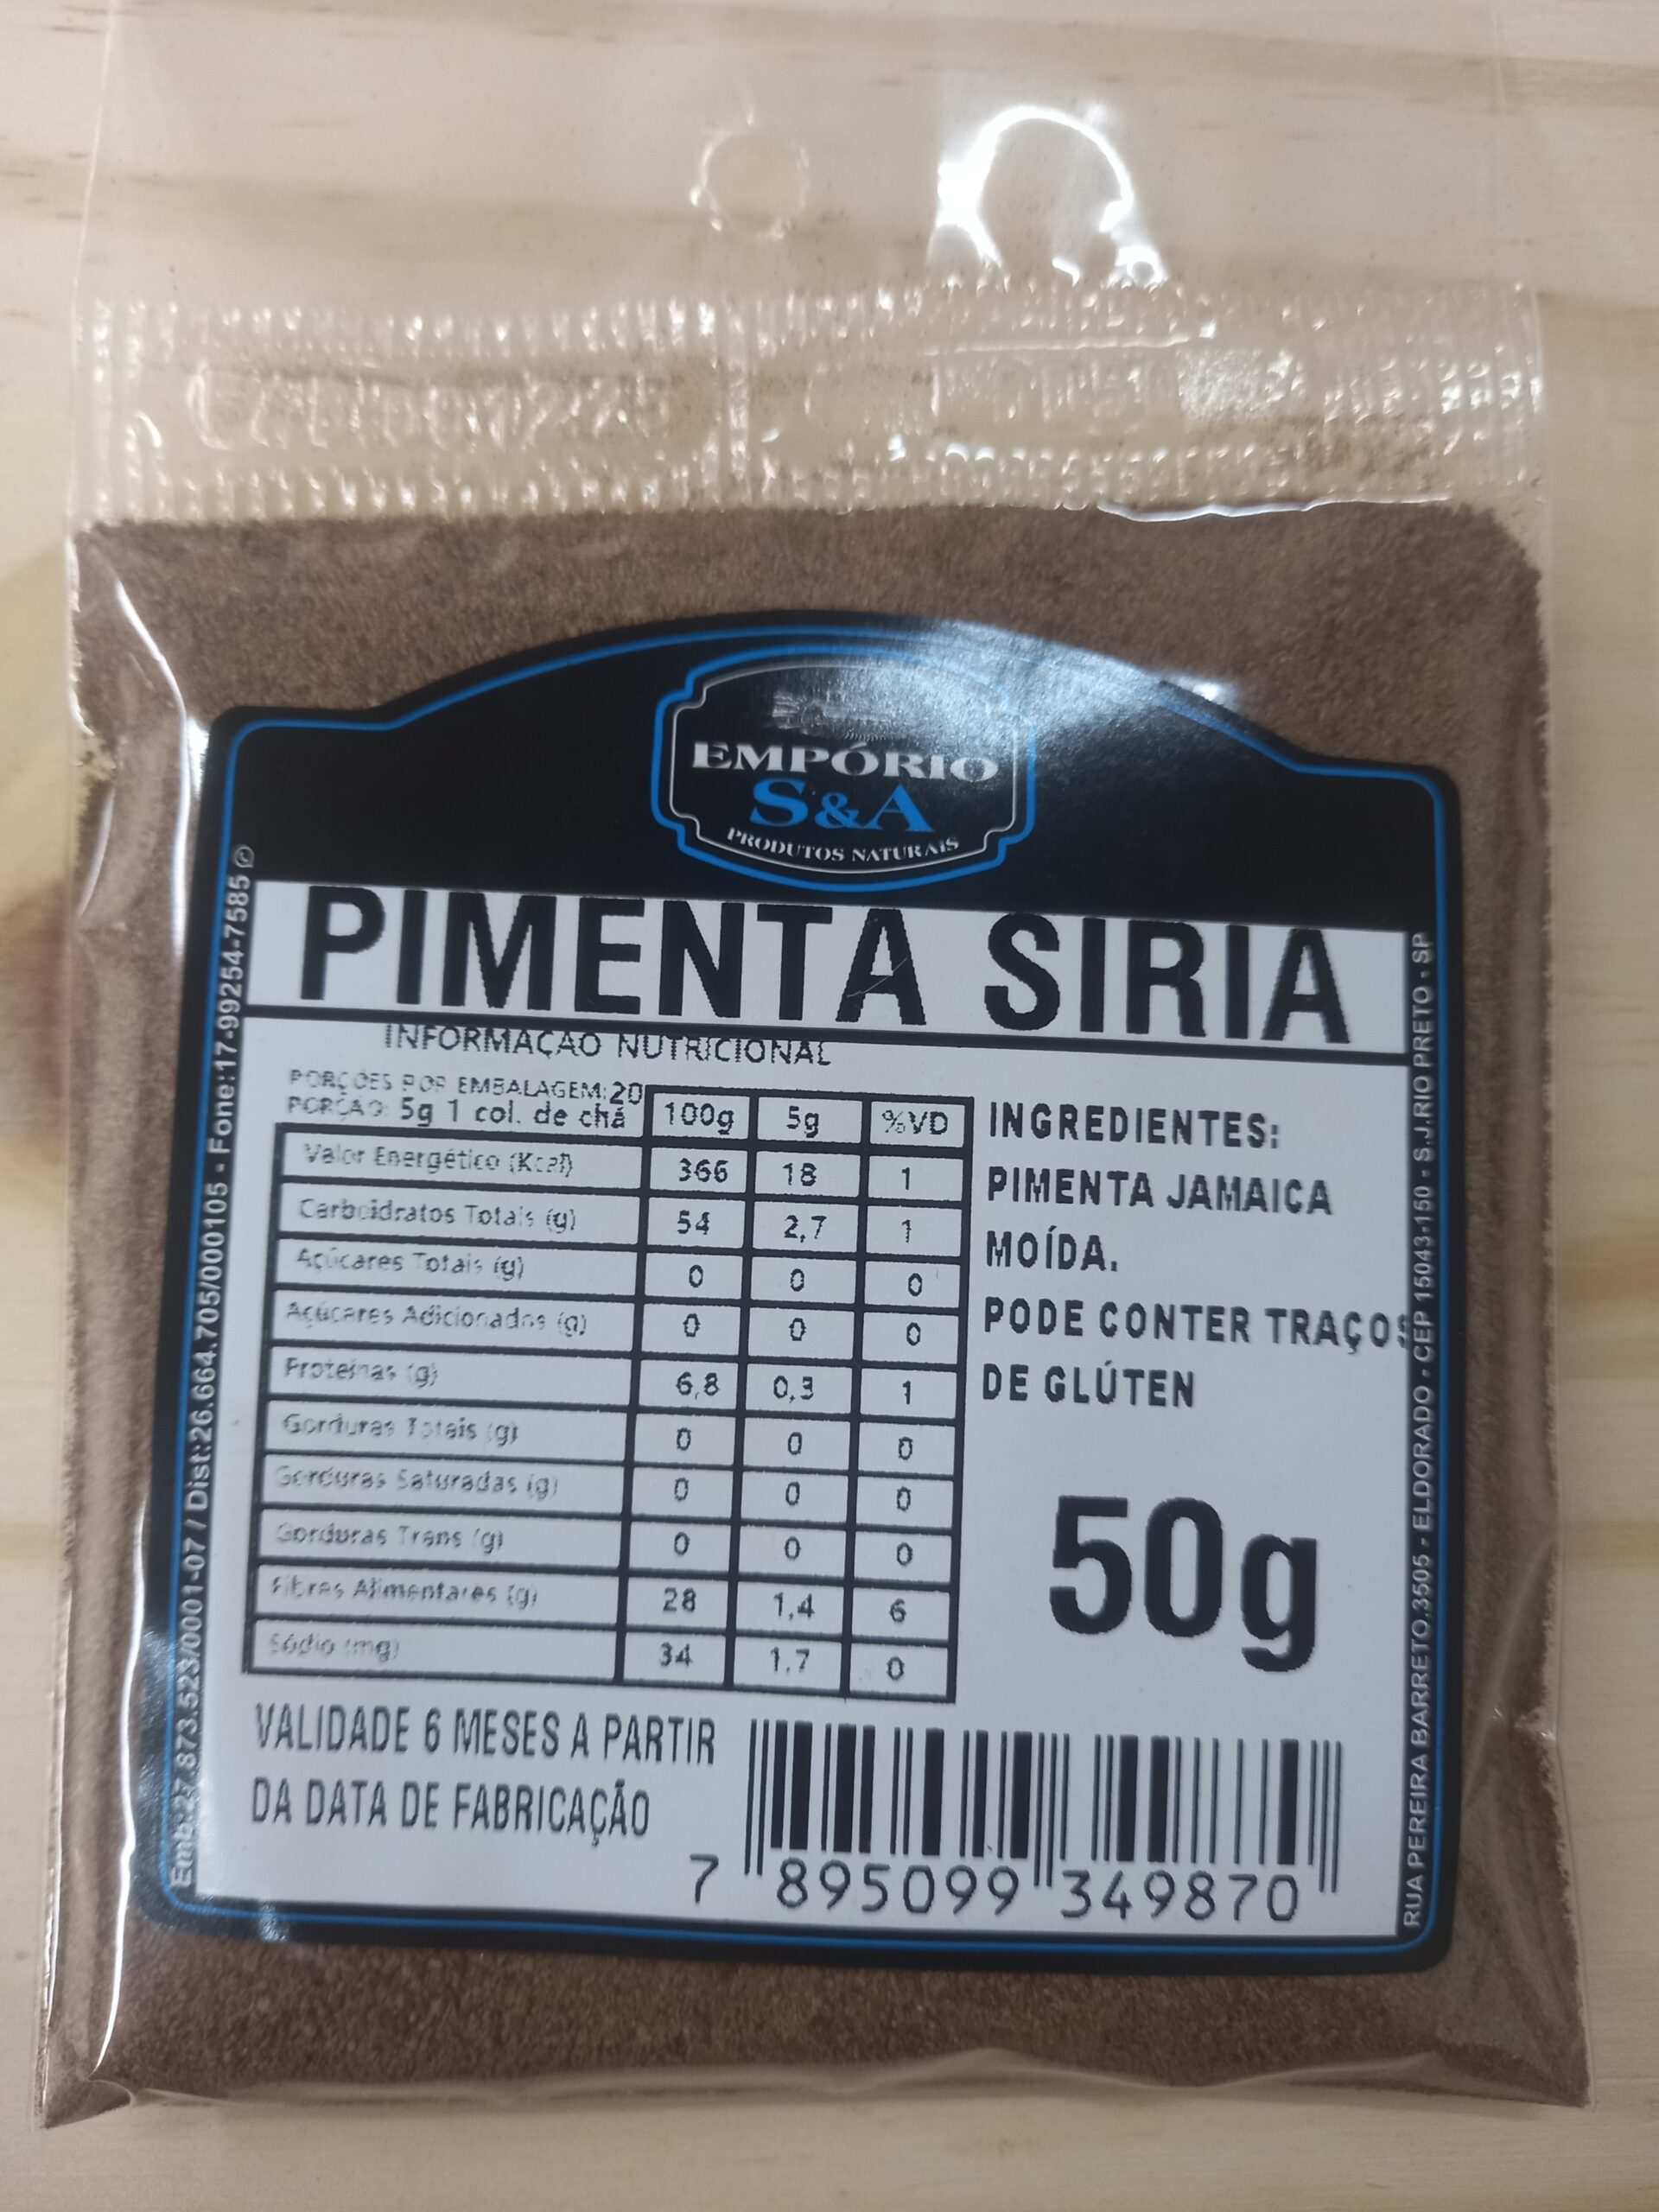 EMPÓRIO
S&A
PRODUTOS NATURAIS
PIMENTA SIRIA
INFORMAÇAO NUTRICIONAL
PORÇOES POR EMBALAGEM:20
PORÇAO: 5g 1 col. de chá
100g 5g %VD
Valor Energético (Kcal) 366 18 1
Carboidratos Totais (g) 54 2,7 1
Açúcares Totais (g) 0 0 0
Açúcares Adicionados (g) 0 0 0
Proteínas (g) 6,8 0,3 1
Gorduras Totais (g) 0 0 0
Gorduras Saturadas (g) 0 0 0
Gorduras Trans (g) 0 0 0
Fibras Alimentares (g) 28 1,4 6
Sódio (mg) 34 1,7 0
INGREDIENTES:
PIMENTA JAMAICA
MOÍDA.
PODE CONTER TRAÇOS
DE GLÚTEN
50g
VALIDADE 6 MESES A PARTIR
DA DATA DE FABRICAÇÃO
7 895099 349870
Emb:27.873.523/0001-07 / Dist:26.664.705/000105 - Fone:17-99254-7585
RUA PEREIRA BARRETO,3505 - ELDORADO - CEP 15043-150 - S.J.RIO PRETO - SP